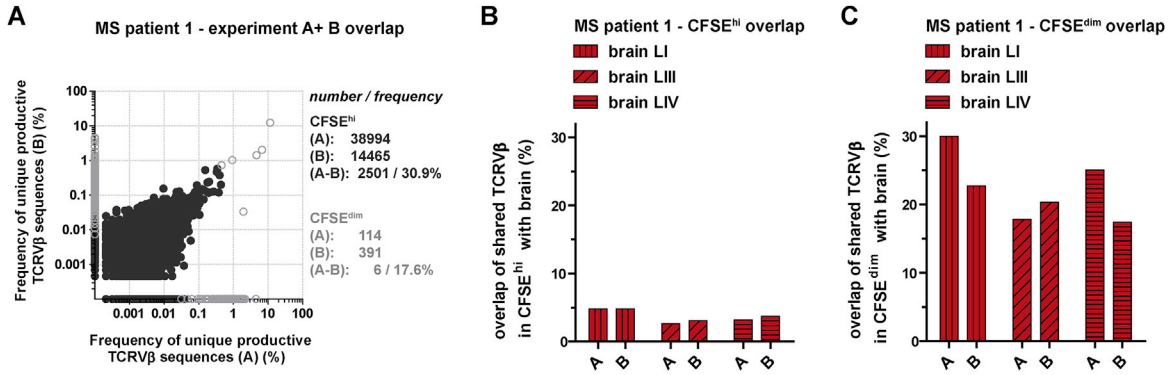 A
MS patient 1 - experiment A+ B overlap
Frequency of unique productive
TCRVβ sequences (B) (%)
100
10
1
0.1
0.01
0.001
0.001
0.01
0.1
1
10
100
Frequency of unique productive
TCRVβ sequences (A) (%)
number / frequency
CFSEhi
(A): 38994
(B): 14465
(A-B): 2501 / 30.9%
CFSEdim
(A): 114
(B): 391
(A-B): 6 / 17.6%
B
MS patient 1 - CFSEhi overlap
brain LI
brain LIII
brain LIV
overlap of shared TCRVβ
in CFSEhi with brain (%)
30
20
10
0
A
B
A
B
A
B
C
MS patient 1 - CFSEdim overlap
brain LI
brain LIII
brain LIV
overlap of shared TCRVβ
in CFSE dim with brain (%)
30
20
10
0
A
B
A
B
A
B